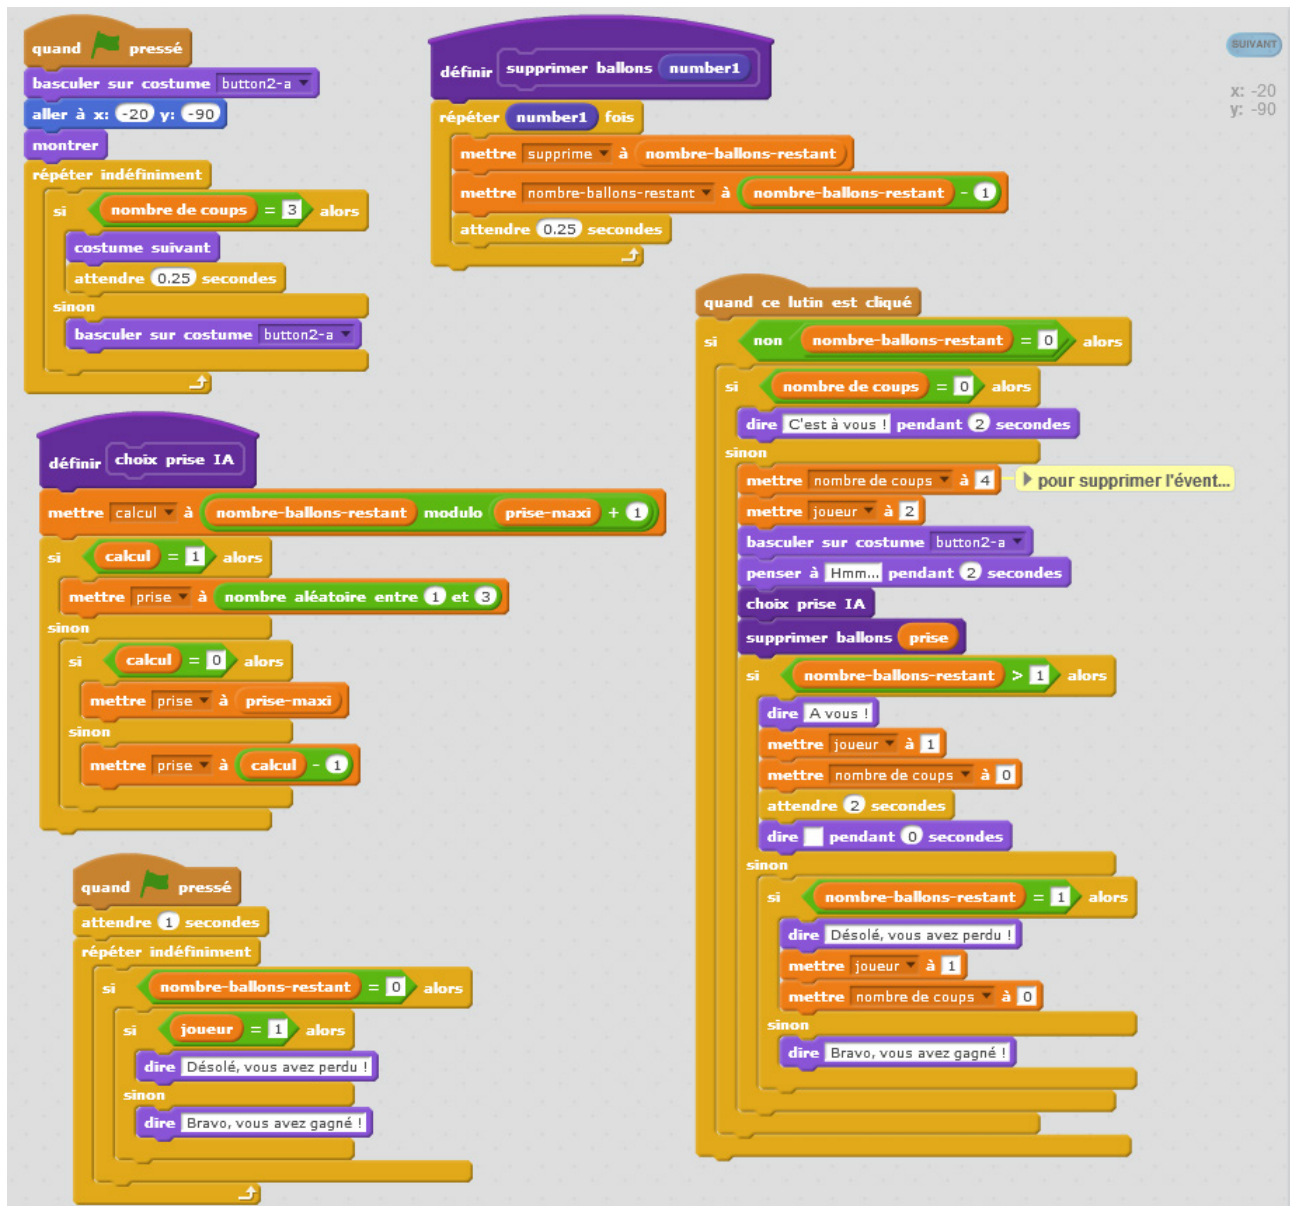 quand pressé
basculer sur costume button2-a
aller à x: -20 y: -90
montrer
répéter indéfiniment
si nombre de coups = 3 alors
costume suivant
attendre 0.25 secondes
sinon
basculer sur costume button2-a
définir supprimer ballons number1
répéter number1 fois
mettre supprime à nombre-ballons-restant
mettre nombre-ballons-restant à nombre-ballons-restant - 1
attendre 0.25 secondes
SUIVANT
x: -20
y: -90
définir choix prise IA
mettre calcul à nombre-ballons-restant modulo prise-maxi + 1
si calcul = 1 alors
mettre prise à nombre aléatoire entre 1 et 3
sinon
si calcul = 0 alors
mettre prise à prise-maxi
sinon
mettre prise à calcul - 1
quand pressé
attendre 1 secondes
répéter indéfiniment
si nombre-ballons-restant = 0 alors
si joueur = 1 alors
dire Désolé, vous avez perdu !
sinon
dire Bravo, vous avez gagné !
quand ce lutin est cliqué
si non nombre-ballons-restant = 0 alors
si nombre de coups = 0 alors
dire C'est à vous ! pendant 2 secondes
sinon
mettre nombre de coups à 4 pour supprimer l'évent...
mettre joueur à 2
basculer sur costume button2-a
penser à Hmm... pendant 2 secondes
choix prise IA
supprimer ballons prise
si nombre-ballons-restant > 1 alors
dire A vous !
mettre joueur à 1
mettre nombre de coups à 0
attendre 2 secondes
dire pendant 0 secondes
sinon
si nombre-ballons-restant = 1 alors
dire Désolé, vous avez perdu !
mettre joueur à 1
mettre nombre de coups à 0
sinon
dire Bravo, vous avez gagné !